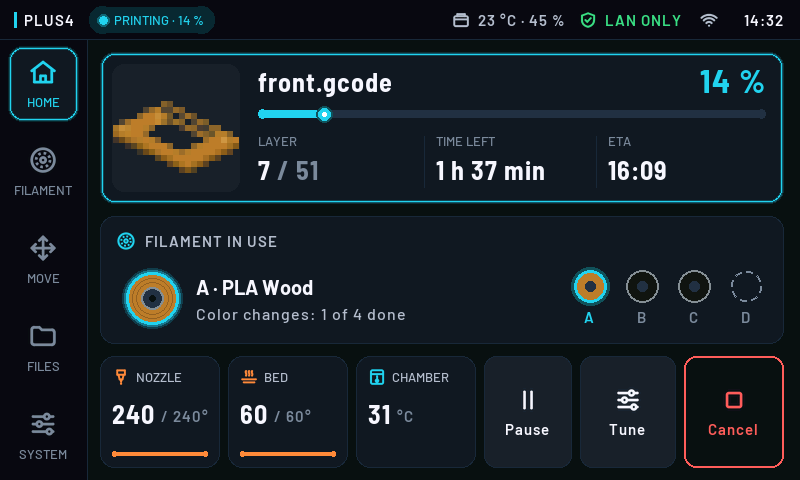 PLUS4
PRINTING · 14 %
23 °C · 45 %
LAN ONLY
14:32
HOME
FILAMENT
MOVE
FILES
SYSTEM
front.gcode
14 %
LAYER
7 / 51
TIME LEFT
1 h 37 min
ETA
16:09
FILAMENT IN USE
A · PLA Wood
Color changes: 1 of 4 done
A
B
C
D
NOZZLE
240 / 240°
BED
60 / 60°
CHAMBER
31 °C
Pause
Tune
Cancel